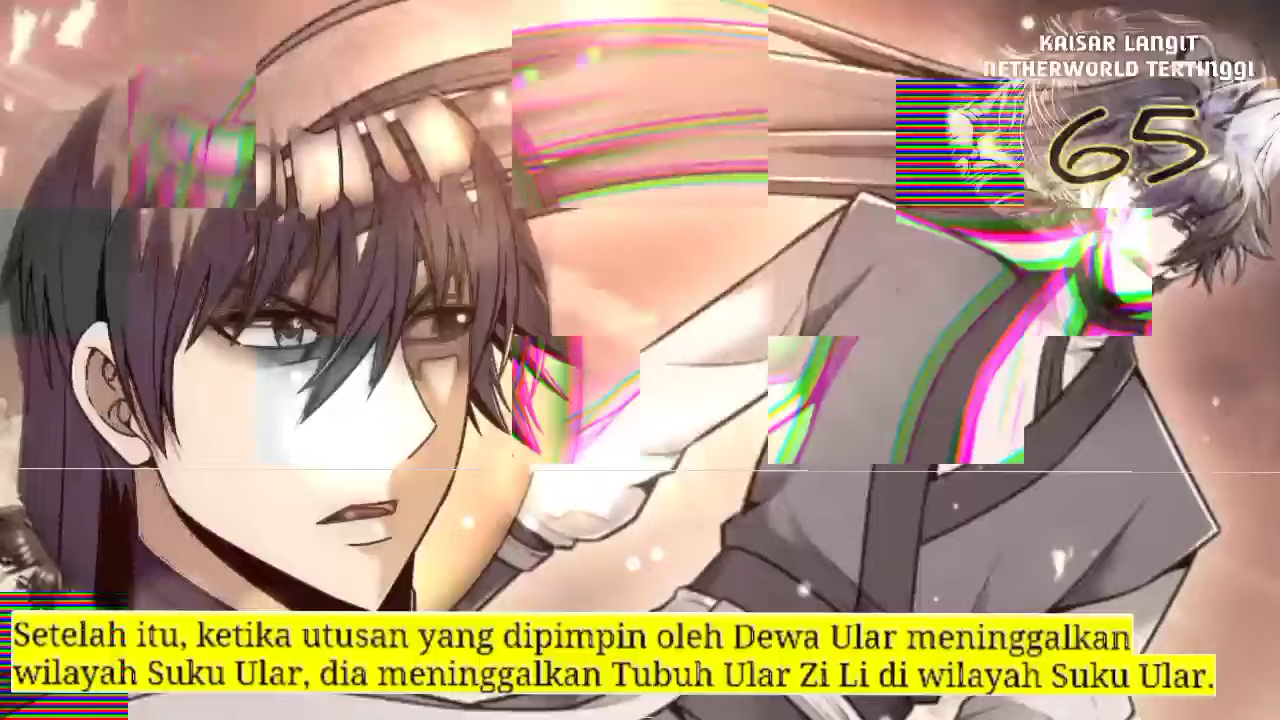 KAISAR LANGIT
NETHERWORLD TERTINGGI
65
Setelah itu, ketika utusan yang dipimpin oleh Dewa Ular meninggalkan
wilayah Suku Ular, dia meninggalkan Tubuh Ular Zi Li di wilayah Suku Ular.